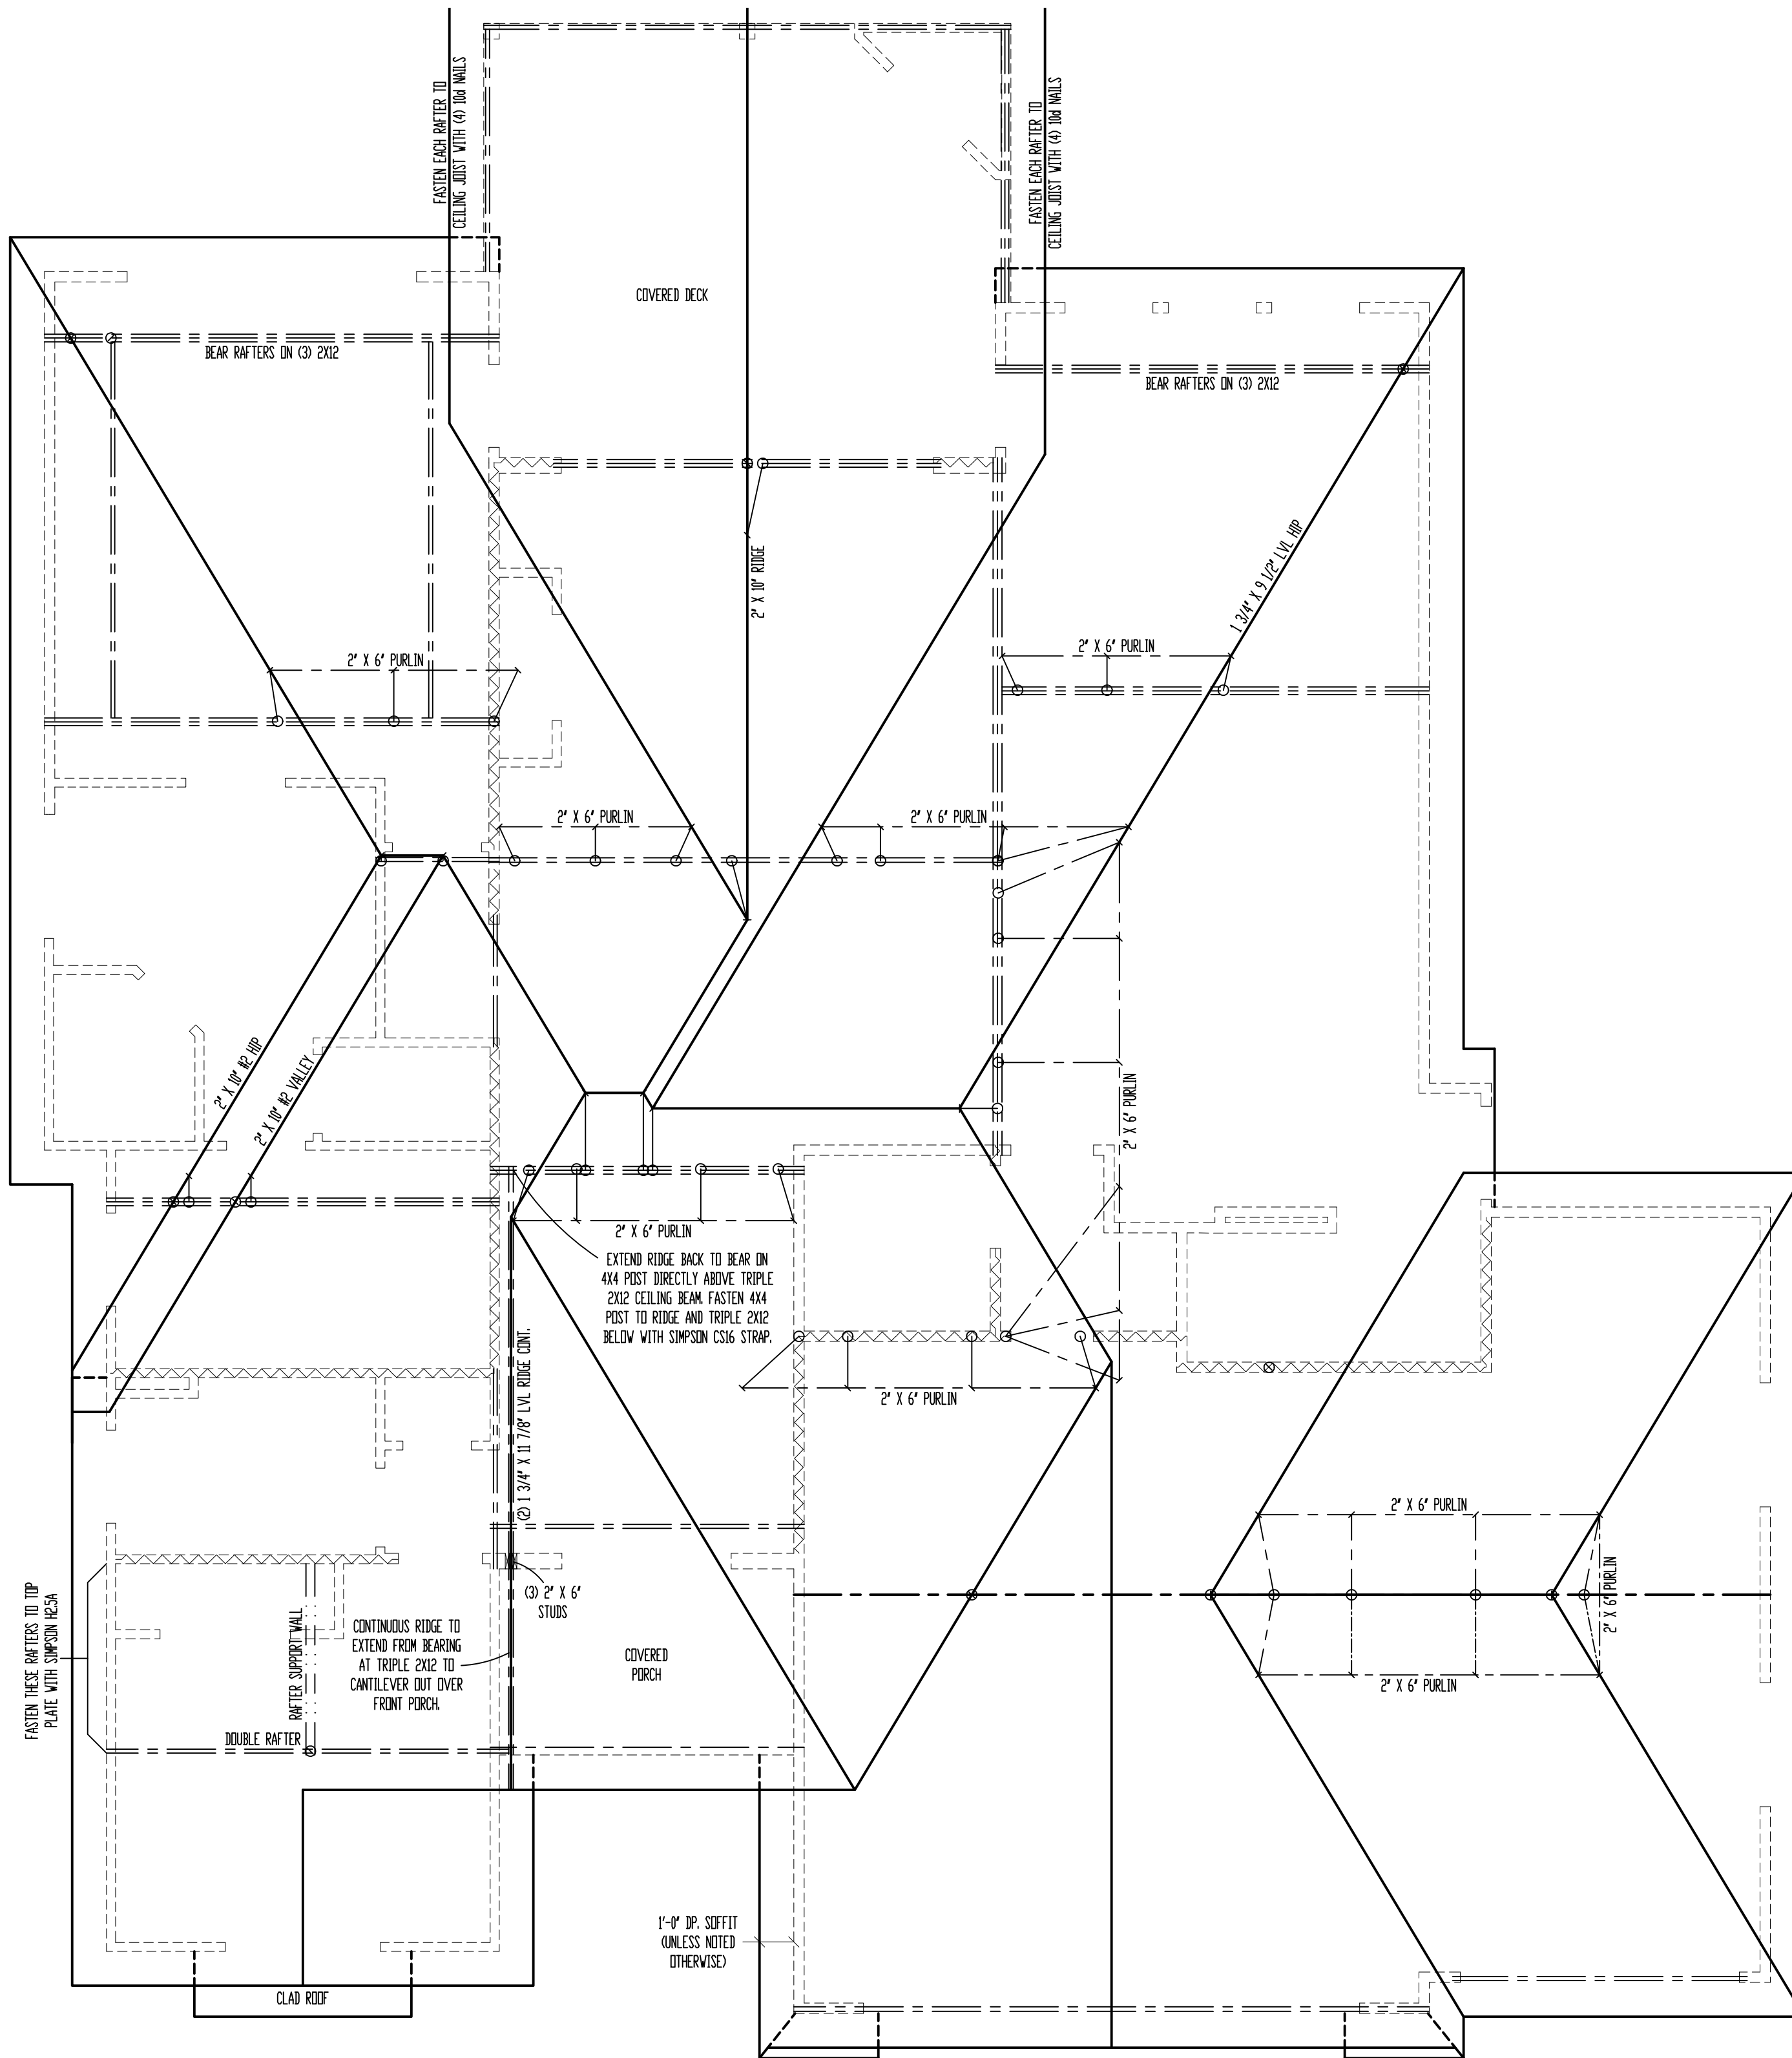 FASTEN EACH RAFTER TO
CEILING JOIST WITH (4) 10d NAILS
FASTEN EACH RAFTER TO
CEILING JOIST WITH (4) 10d NAILS
COVERED DECK
BEAR RAFTERS ON (3) 2X12
BEAR RAFTERS ON (3) 2X12
2" X 10" RIDGE
1 3/4" X 9 1/2" LVL HIP
2" X 6" PURLIN
2" X 6" PURLIN
2" X 6" PURLIN
2" X 6" PURLIN
2" X 10" #2 HIP
2" X 10" #2 VALLEY
2" X 6" PURLIN
2" X 6" PURLIN
EXTEND RIDGE BACK TO BEAR ON
4X4 POST DIRECTLY ABOVE TRIPLE
2X12 CEILING BEAM. FASTEN 4X4
POST TO RIDGE AND TRIPLE 2X12
BELOW WITH SIMPSON CS16 STRAP.
(2) 1 3/4" X 11 7/8" LVL RIDGE CONT.
2" X 6" PURLIN
2" X 6" PURLIN
2" X 6" PURLIN
2" X 6" PURLIN
(3) 2" X 6"
STUDS
FASTEN THESE RAFTERS TO TOP
PLATE WITH SIMPSON H2.5A
RAFTER SUPPORT WALL
CONTINUOUS RIDGE TO
EXTEND FROM BEARING
AT TRIPLE 2X12 TO
CANTILEVER OUT OVER
FRONT PORCH.
COVERED
PORCH
DOUBLE RAFTER
1'-0" DP. SOFFIT
(UNLESS NOTED
OTHERWISE)
CLAD ROOF